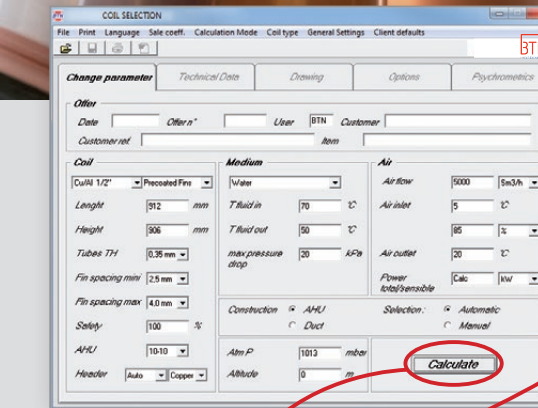 COIL SELECTION
File Print Language Sale coeff. Calculation Mode Coil type General Settings Client defaults
BT
Change parameter Technical Data Drawing Options Psychrometrics
Offer
Date Offer n° User BTN Customer
Customer ref. Item
Coil Medium Air
Cu/Al 1/2" Precoated Fins Water Air flow 5000 Sm3/h
Lenght 912 mm T fluid in 70 °C Air inlet 5 °C
Height 906 mm T fluid out 50 °C 85 %
Tubes TH 0.35 mm max pressure drop 20 kPa Air outlet 20 °C
Fin spacing mini 2.5 mm Power total/sensible Calc kW
Fin spacing max 4.0 mm Construction AHU Selection: Automatic
Safety 100 % Duct Manual
AHU 10-10 Atm P 1013 mbar Calculate
Header Auto Copper Altitude 0 m